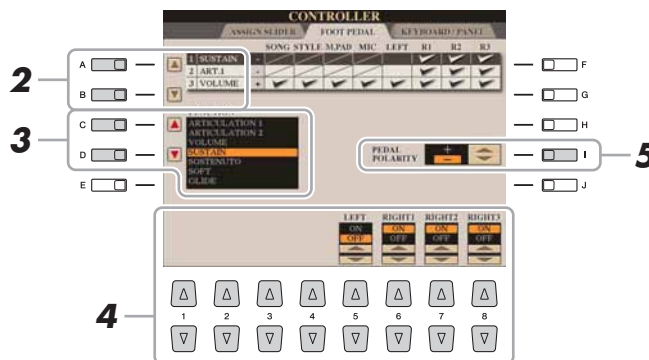 CONTROLLER
ASSIGN SLIDER FOOT PEDAL KEYBOARD/PANEL
SONG STYLE M.PAD MIC LEFT R1 R2 R3
1 SUSTAIN -
2 ART.1 -
3 VOLUME +
A
B
C
D
E
F
G
H
I
J
2
3
4
5
ARTICULATION 1
ARTICULATION 2
VOLUME
SUSTAIN
SOSTENUTO
SOFT
GLIDE
PEDAL
POLARITY
+
-
LEFT RIGHT1 RIGHT2 RIGHT3
ON ON ON ON
OFF OFF OFF OFF
1 2 3 4 5 6 7 8